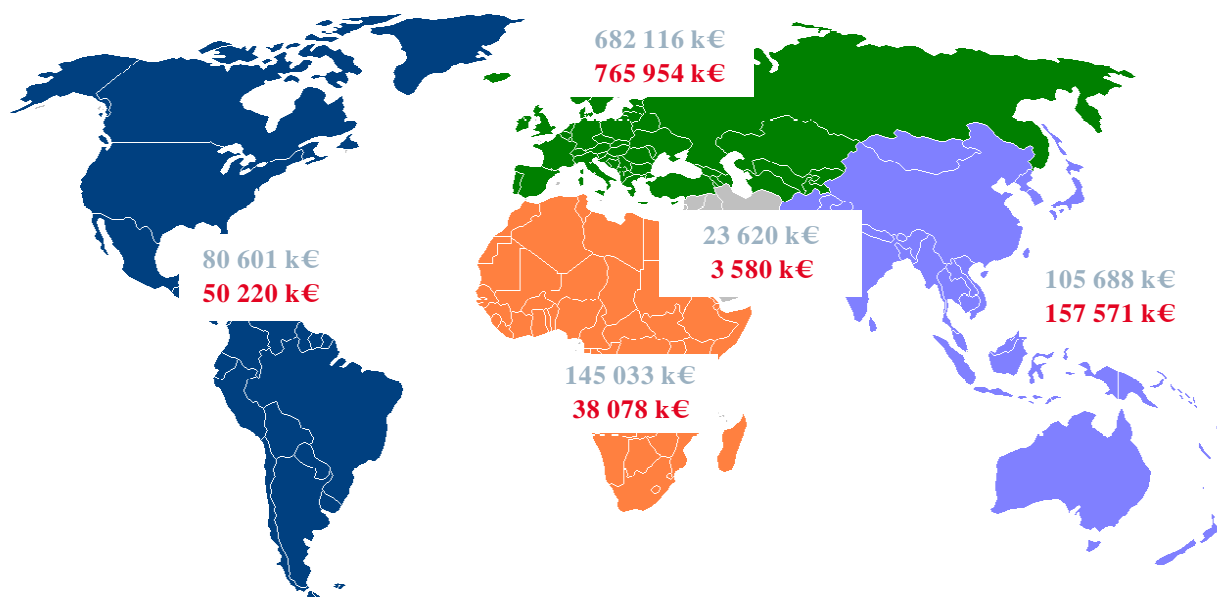 682 116 k€
765 954 k€
80 601 k€
50 220 k€
23 620 k€
3 580 k€
105 688 k€
157 571 k€
145 033 k€
38 078 k€